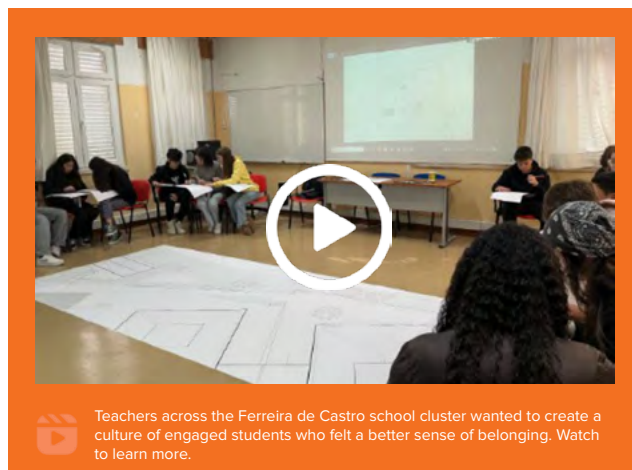 Teachers across the Ferreira de Castro school cluster wanted to create a
culture of engaged students who felt a better sense of belonging. Watch
to learn more.